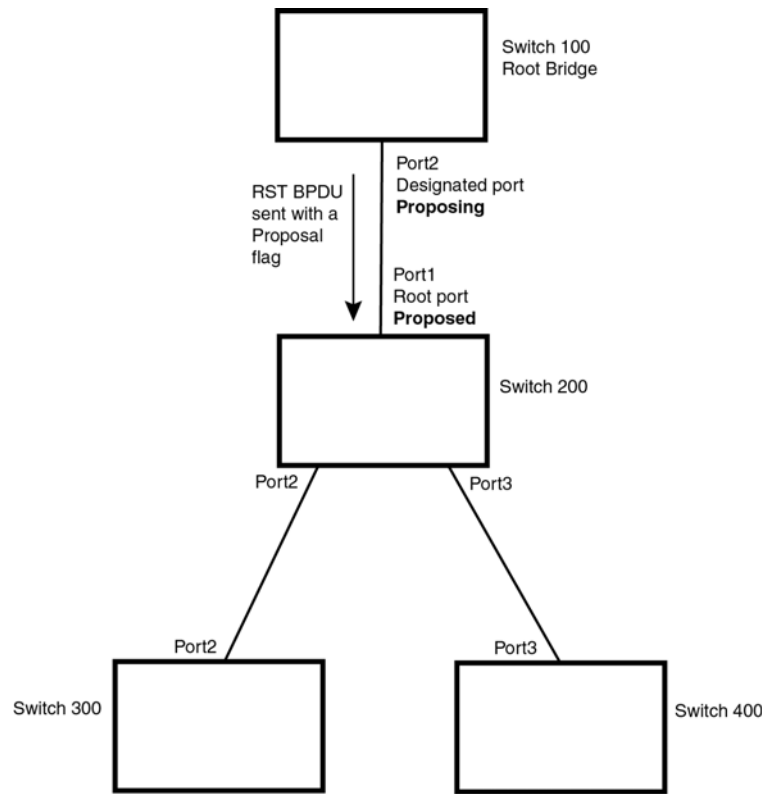 Switch 100
Root Bridge
Port2
Designated port
Proposing
RST BPDU
sent with a
Proposal
flag
Port1
Root port
Proposed
Switch 200
Port2
Port3
Port2
Port3
Switch 300
Switch 400